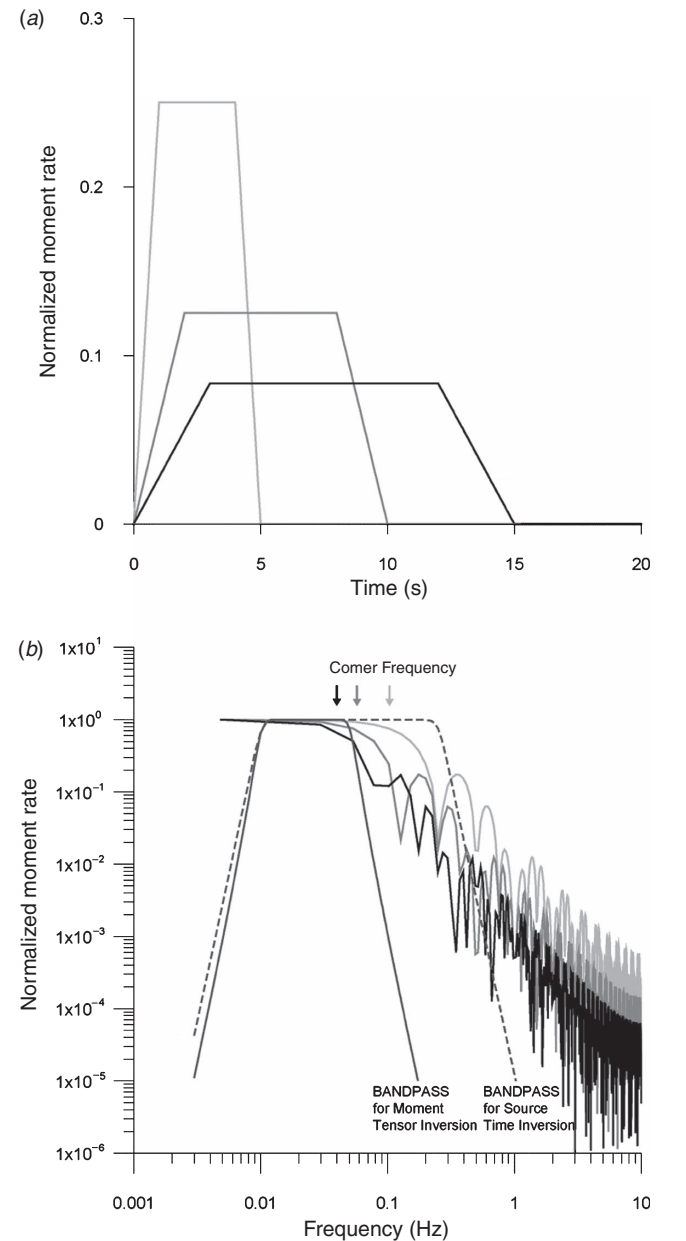 (a)
0.3
0.2
0.1
0
Normalized moment rate
0 5 10 15 20
Time (s)
(b)
1x10¹
1x10⁰
1x10⁻¹
1x10⁻²
1x10⁻³
1x10⁻⁴
1x10⁻⁵
1x10⁻⁶
Normalized moment rate
Corner Frequency
BANDPASS
for Moment
Tensor Inversion
BANDPASS
for Source
Time Inversion
0.001 0.01 0.1 1 10
Frequency (Hz)